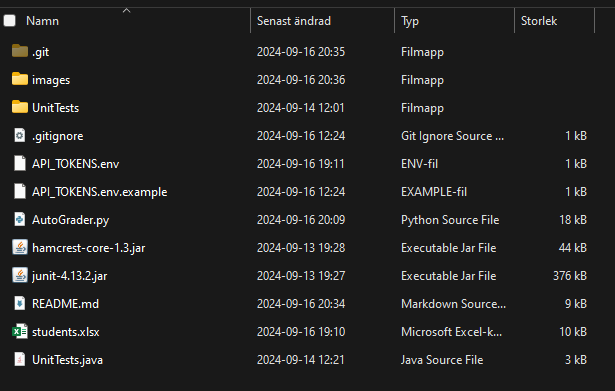 Namn Senast ändrad Typ Storlek
.git 2024-09-16 20:35 Filmapp
images 2024-09-16 20:36 Filmapp
UnitTests 2024-09-14 12:01 Filmapp
.gitignore 2024-09-16 12:24 Git Ignore Source ... 1 kB
API_TOKENS.env 2024-09-16 19:11 ENV-fil 1 kB
API_TOKENS.env.example 2024-09-16 12:24 EXAMPLE-fil 1 kB
AutoGrader.py 2024-09-16 20:09 Python Source File 18 kB
hamcrest-core-1.3.jar 2024-09-13 19:28 Executable Jar File 44 kB
junit-4.13.2.jar 2024-09-13 19:27 Executable Jar File 376 kB
README.md 2024-09-16 20:34 Markdown Source... 9 kB
students.xlsx 2024-09-16 19:10 Microsoft Excel-k... 10 kB
UnitTests.java 2024-09-14 12:21 Java Source File 3 kB